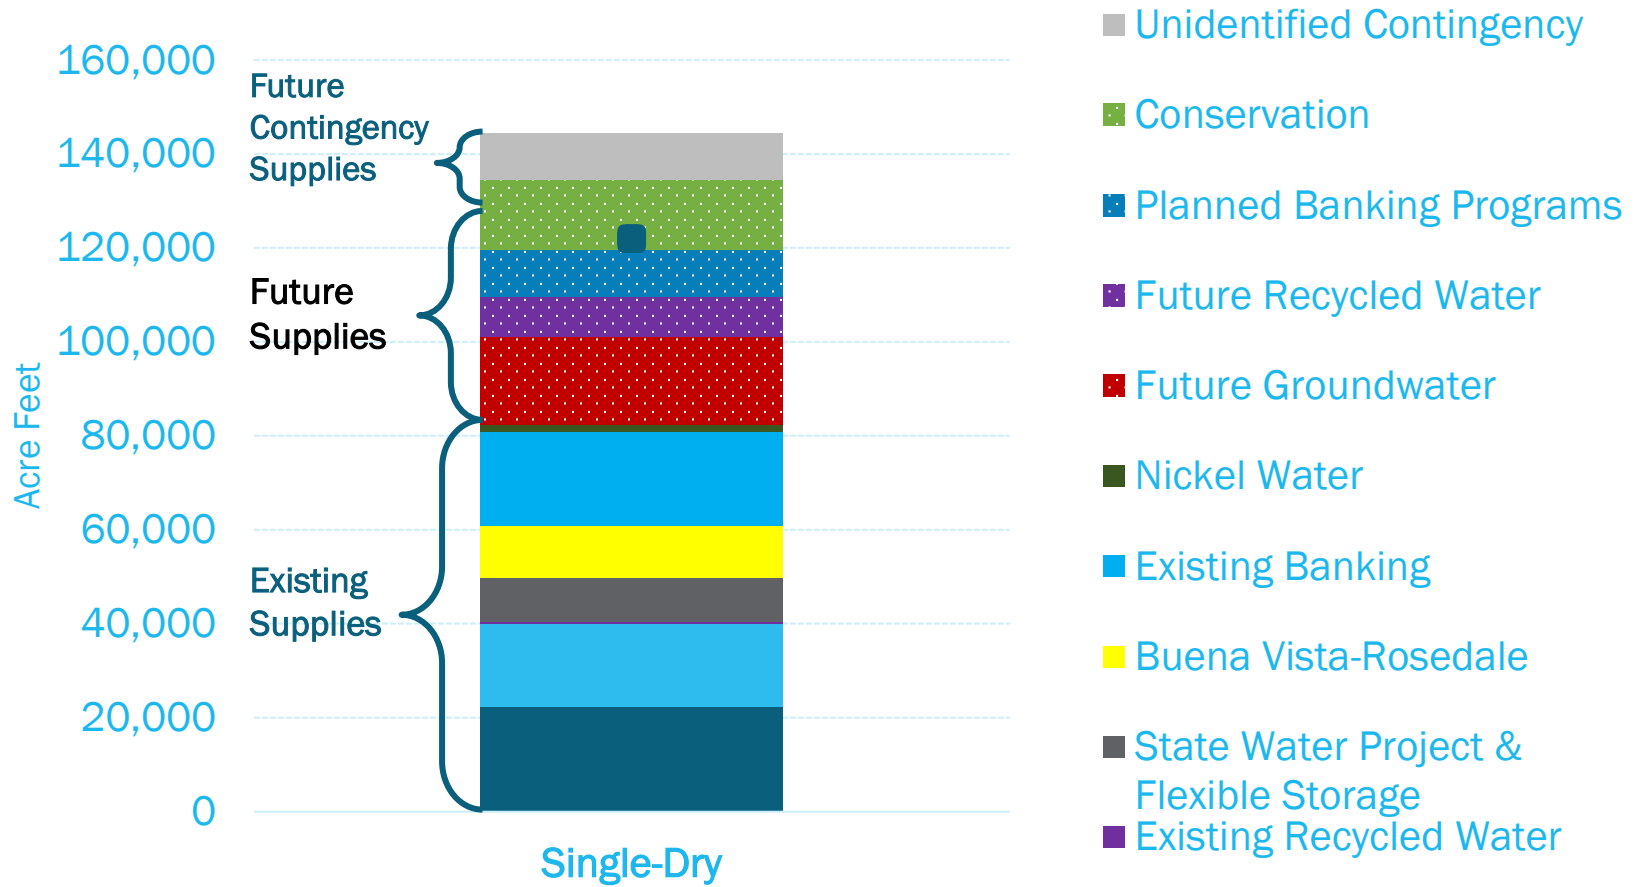 160,000
140,000
120,000
100,000
80,000
60,000
40,000
20,000
0
Acre Feet
Future
Contingency
Supplies
Future
Supplies
Existing
Supplies
Single-Dry
Unidentified Contingency
Conservation
Planned Banking Programs
Future Recycled Water
Future Groundwater
Nickel Water
Existing Banking
Buena Vista-Rosedale
State Water Project &
Flexible Storage
Existing Recycled Water